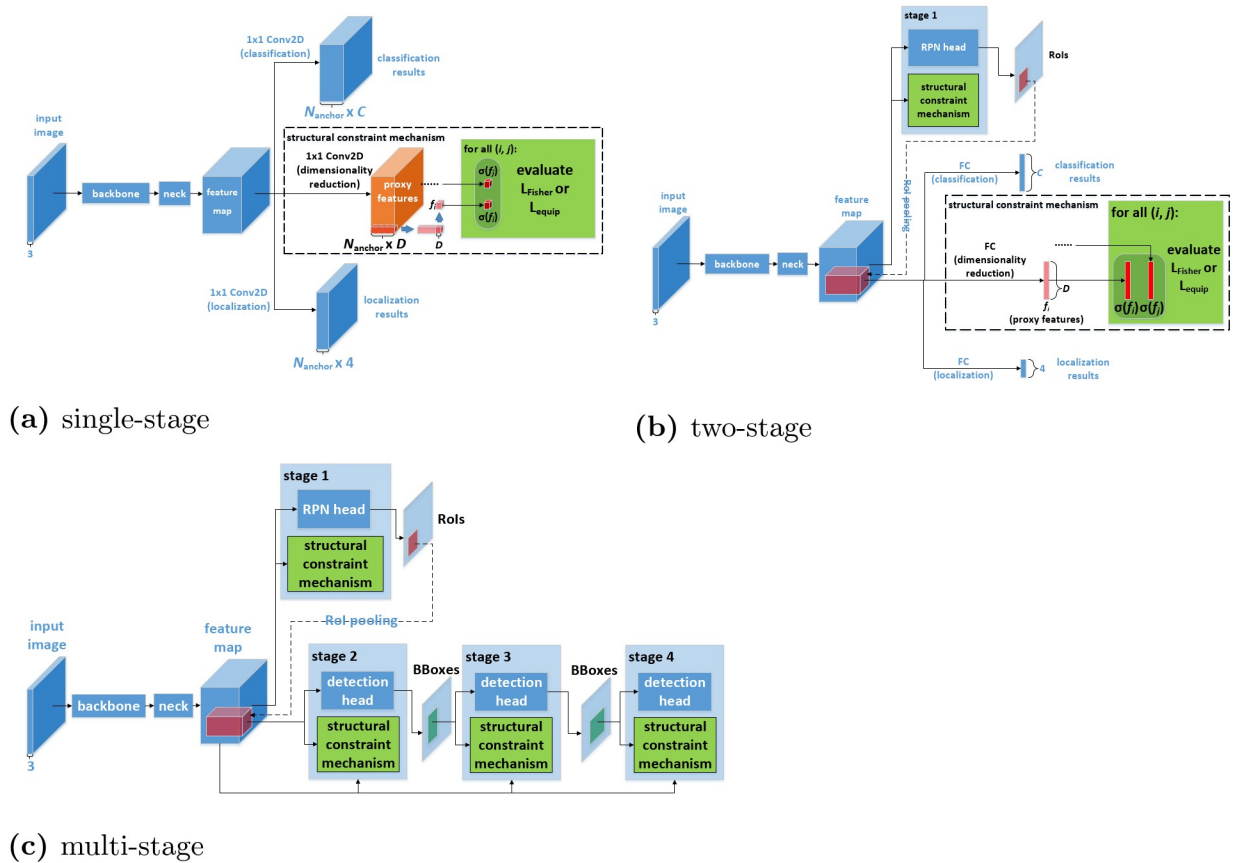 1x1 Conv2D
(classification)
classification
results
N_anchor x C
input
image
backbone
neck
feature
map
3
structural constraint mechanism
1x1 Conv2D
(dimensionality
reduction)
proxy
features
......
f_i
D
N_anchor x D
for all (i, j):
σ(f_j)
σ(f_i)
evaluate
L_Fisher or
L_equip
1x1 Conv2D
(localization)
localization
results
N_anchor x 4
(a) single-stage
stage 1
RPN head
structural
constraint
mechanism
RoIs
RoI pooling
input
image
backbone
neck
feature
map
3
FC
(classification)
C
classification
results
structural constraint mechanism
FC
(dimensionality
reduction)
......
D
f_i
(proxy features)
for all (i, j):
evaluate
L_Fisher or
L_equip
σ(f_i)σ(f_j)
FC
(localization)
4
localization
results
(b) two-stage
stage 1
RPN head
structural
constraint
mechanism
RoIs
RoI pooling
input
image
backbone
neck
feature
map
3
stage 2
detection
head
structural
constraint
mechanism
BBoxes
stage 3
detection
head
structural
constraint
mechanism
BBoxes
stage 4
detection
head
structural
constraint
mechanism
(c) multi-stage